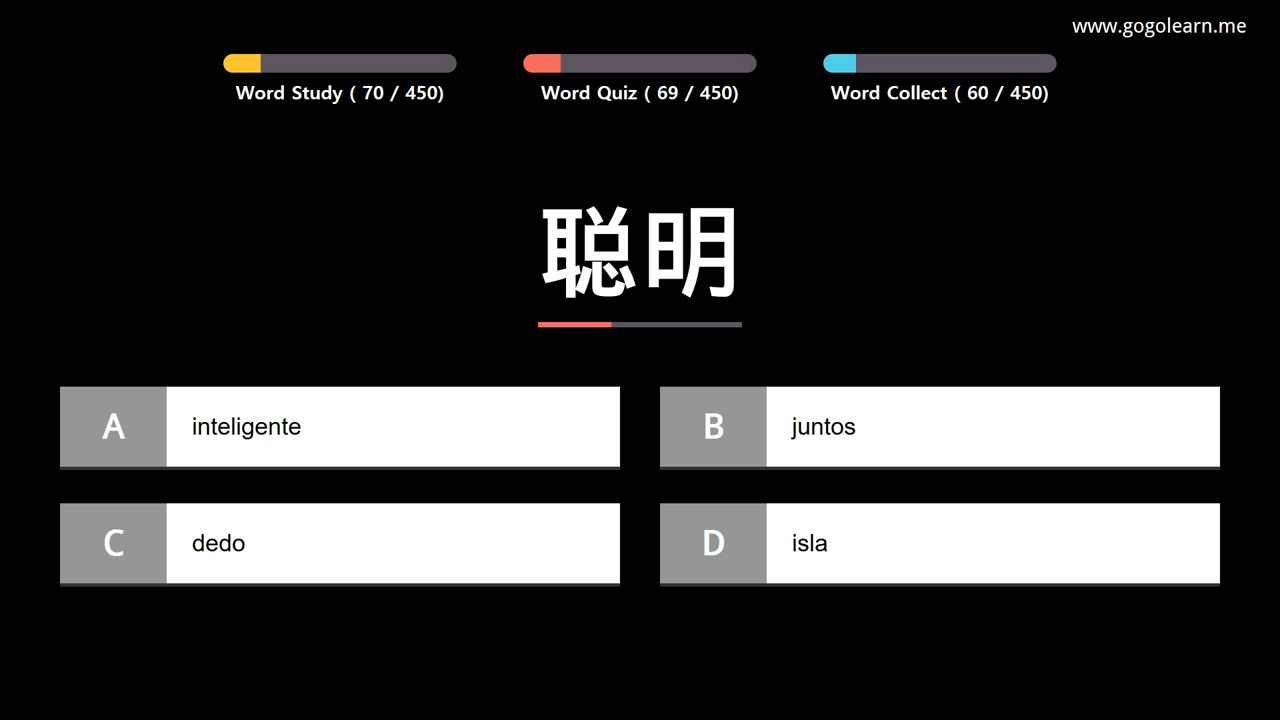 www.gogolearn.me
Word Study ( 70 / 450)
Word Quiz ( 69 / 450)
Word Collect ( 60 / 450)
聪明
A inteligente
B juntos
C dedo
D isla